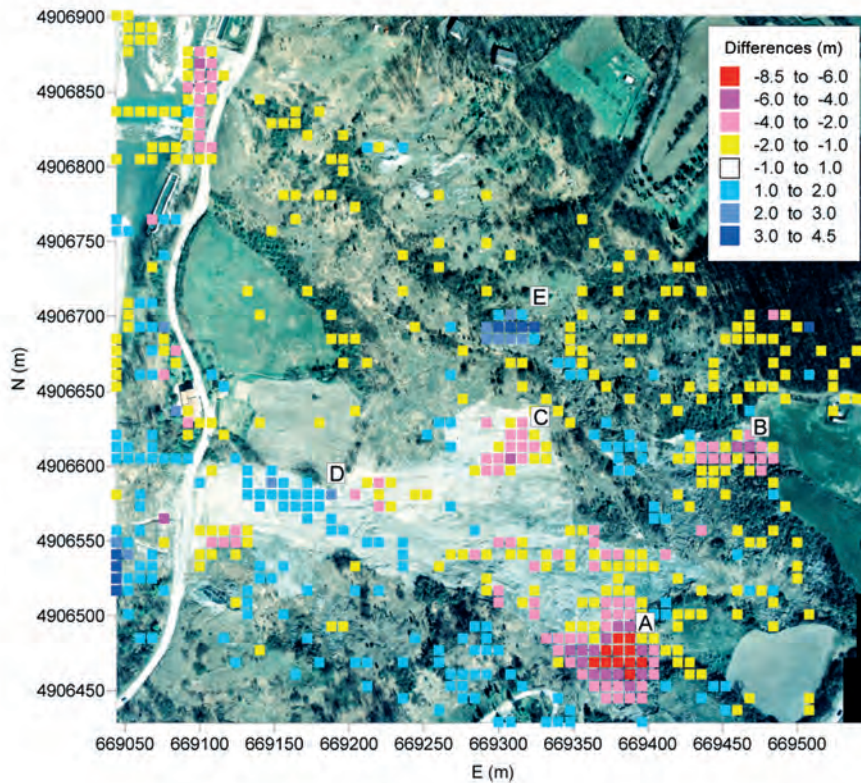 Differences (m)
-8.5 to -6.0
-6.0 to -4.0
-4.0 to -2.0
-2.0 to -1.0
-1.0 to 1.0
1.0 to 2.0
2.0 to 3.0
3.0 to 4.5
4906900
4906850
4906800
4906750
4906700
4906650
4906600
4906550
4906500
4906450
N (m)
E
C
B
D
A
669050 669100 669150 669200 669250 669300 669350 669400 669450 669500
E (m)